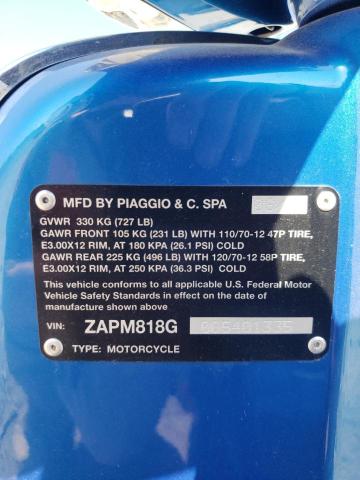 MFD BY PIAGGIO & C. SPA
GVWR 330 KG (727 LB)
GAWR FRONT 105 KG (231 LB) WITH 110/70-12 47P TIRE,
E3.00X12 RIM, AT 180 KPA (26.1 PSI) COLD
GAWR REAR 225 KG (496 LB) WITH 120/70-12 58P TIRE,
E3.00X12 RIM, AT 250 KPA (36.3 PSI) COLD
This vehicle conforms to all applicable U.S. Federal Motor
Vehicle Safety Standards in effect on the date of
manufacture shown above
VIN: ZAPM818G
TYPE: MOTORCYCLE